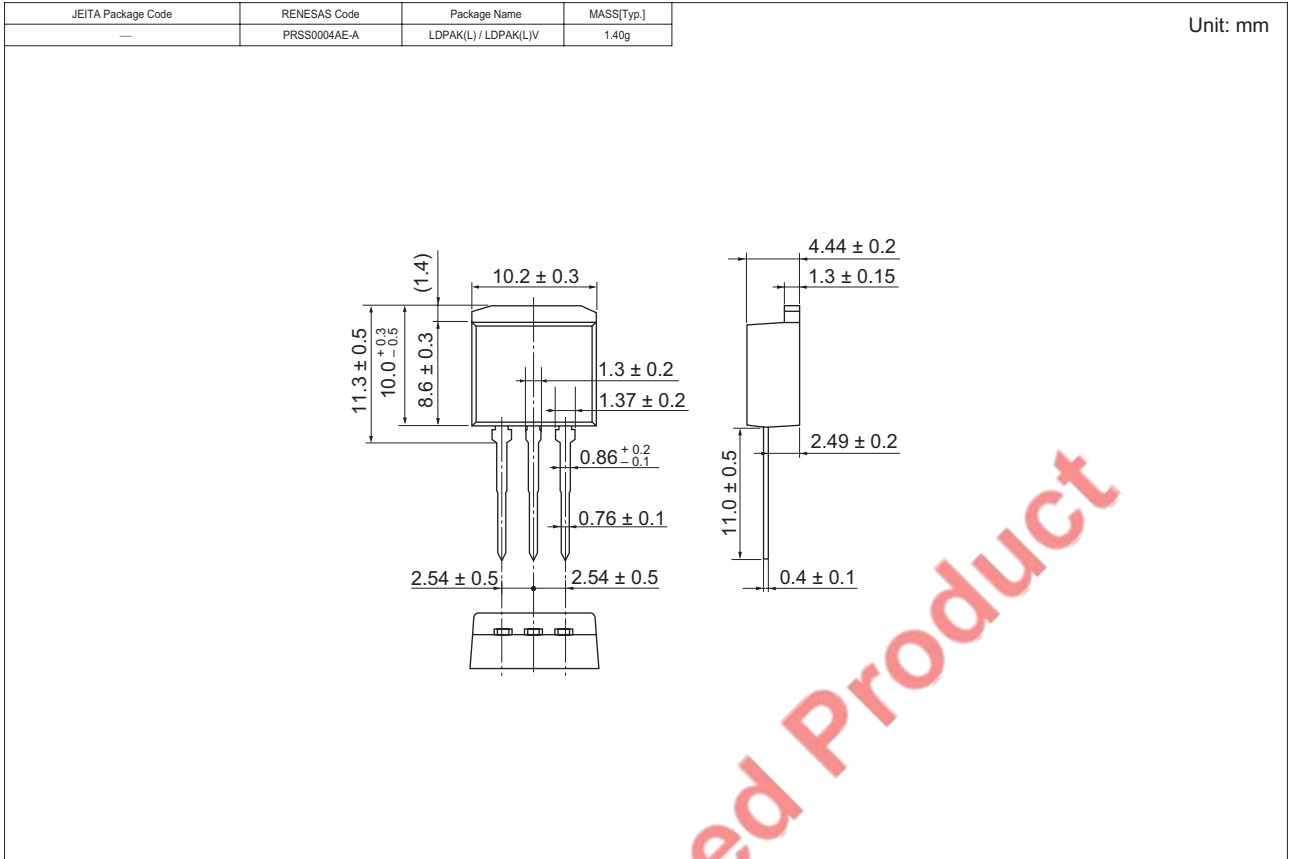 JEITA Package Code RENESAS Code Package Name MASS[Typ.]
— PRSS0004AE-A LDPAK(L) / LDPAK(L)V 1.40g
Unit: mm
(1.4)
10.2 ± 0.3
11.3 ± 0.5
10.0 + 0.3 − 0.5
8.6 ± 0.3
1.3 ± 0.2
1.37 ± 0.2
0.86 + 0.2 − 0.1
0.76 ± 0.1
2.54 ± 0.5
2.54 ± 0.5
4.44 ± 0.2
1.3 ± 0.15
2.49 ± 0.2
11.0 ± 0.5
0.4 ± 0.1
ed Product